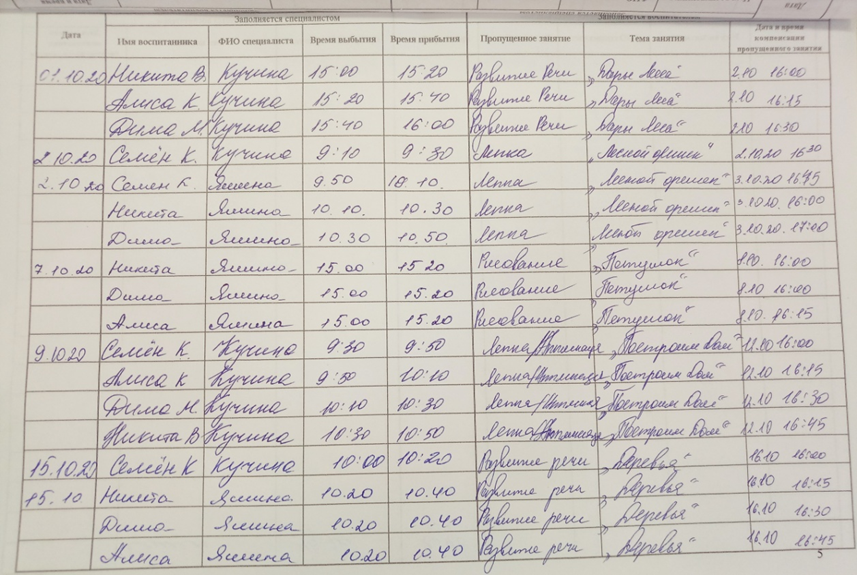 Заполняется специалистом
Дата Имя воспитанника ФИО специалиста Время выбытия Время прибытия Пропущенное занятие Тема занятия Дата и время компенсации пропущенного занятия
01.10.20 Никита В. Кучина 15:00 15 20 Развитие Речи „Дары Леса“ 2.10 16:00
Алиса К. Кучина 15:20 15:40 Развитие Речи „Дары Леса“ 2.10 16:15
Дима М. Кучина 15:40 16:00 Развитие Речи „Дары Леса“ 2.10 16:30
2.10.20 Семён К. Кучина 9:10 9:30 Лепка „Лесной орешек“ 2.10.20 16 30
2.10 20 Семен К. Яшина 9.50 10 10. Лепка „Лесной орешек“ 3.10.20 16 45
Никита Яшина 10.10. 10.30 Лепка „Лесной орешек“ 3.10.20. 16:00
Дима Яшина 10.30 10.50. Лепка Лесной орешек“ 3.10.20. 17:00
7.10.20 Никита Яшина 15.00 15 20 Рисование „Петушок“ 8.10. 16:00
Дима Яшина 15.00 15.20 Рисование Петушок“ 8.10 16:00
Алиса Яшина 15.00 15.20 Рисование Петушок“ 8.10. 16:15
9.10.20 Семён К. Кучина 9:30 9:50 Лепка/Аппликация „Построим Дом“ 12.10 16:00
Алиса К Кучина 9:50 10:10 Лепка/Аппликация „Построим Дом“ 12.10 16:15
Дима М. Кучина 10:10 10:30 Лепка/ „Построим Дом“ 12.10 16:30
Никита В Кучина 10:30 10:50 Лепка/Аппликация „Построим Дом“ 12.10 16:45
15.10.20 Семён К Кучина 10:00 10:20 Развитие речи „Деревья“ 16.10 16:00
15.10 Никита Яшина 10.20 10.40 Развитие речи „Деревья“ 16.10 16:15
Дима Яшина 10.20 10.40 Развитие речи „Деревья“ 16.10 16:30
Алиса Яшина 10.20 10.40 Развитие речи „Деревья“ 16.10 16:45
5